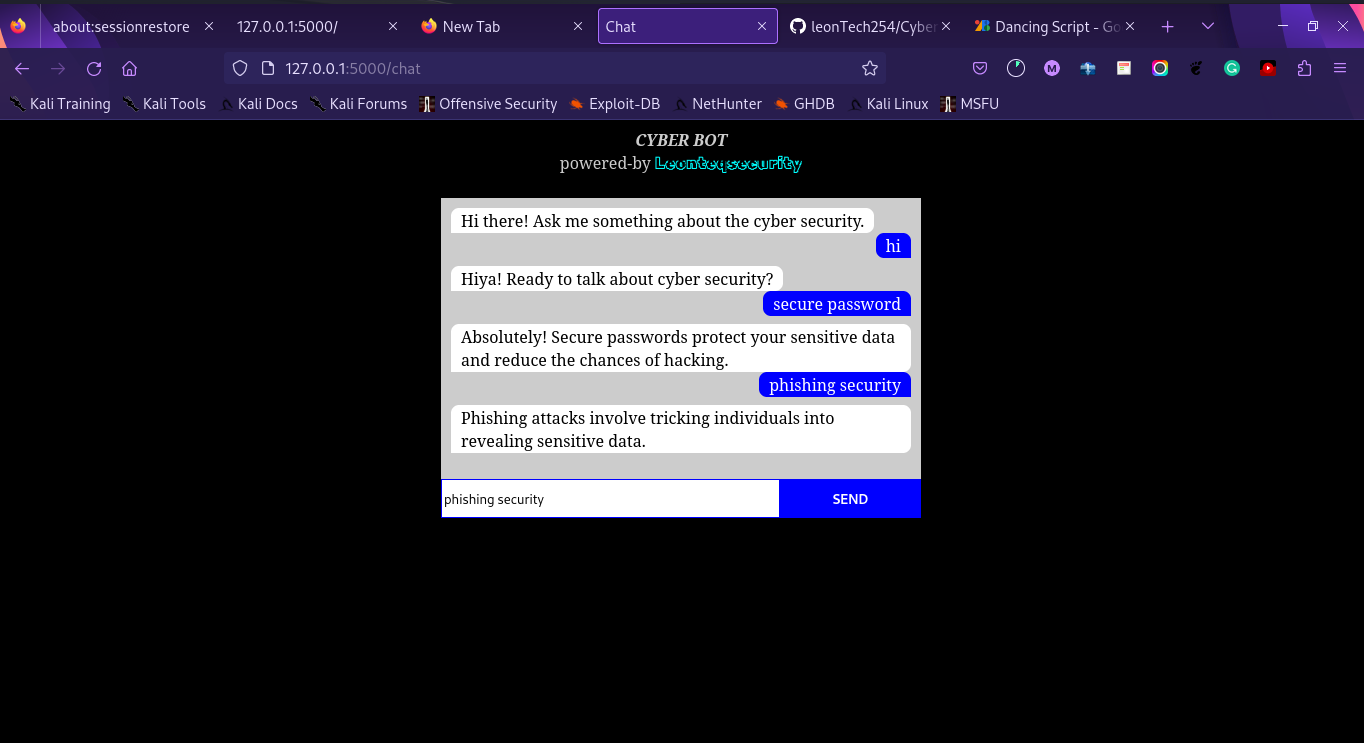 about:sessionrestore
127.0.0.1:5000/
New Tab
Chat
leonTech254/Cyber
Dancing Script - Go
127.0.0.1:5000/chat
Kali Training Kali Tools Kali Docs Kali Forums Offensive Security Exploit-DB NetHunter GHDB Kali Linux MSFU
CYBER BOT
powered-by Leonteqsecurity
Hi there! Ask me something about the cyber security.
hi
Hiya! Ready to talk about cyber security?
secure password
Absolutely! Secure passwords protect your sensitive data
and reduce the chances of hacking.
phishing security
Phishing attacks involve tricking individuals into
revealing sensitive data.
phishing security
SEND